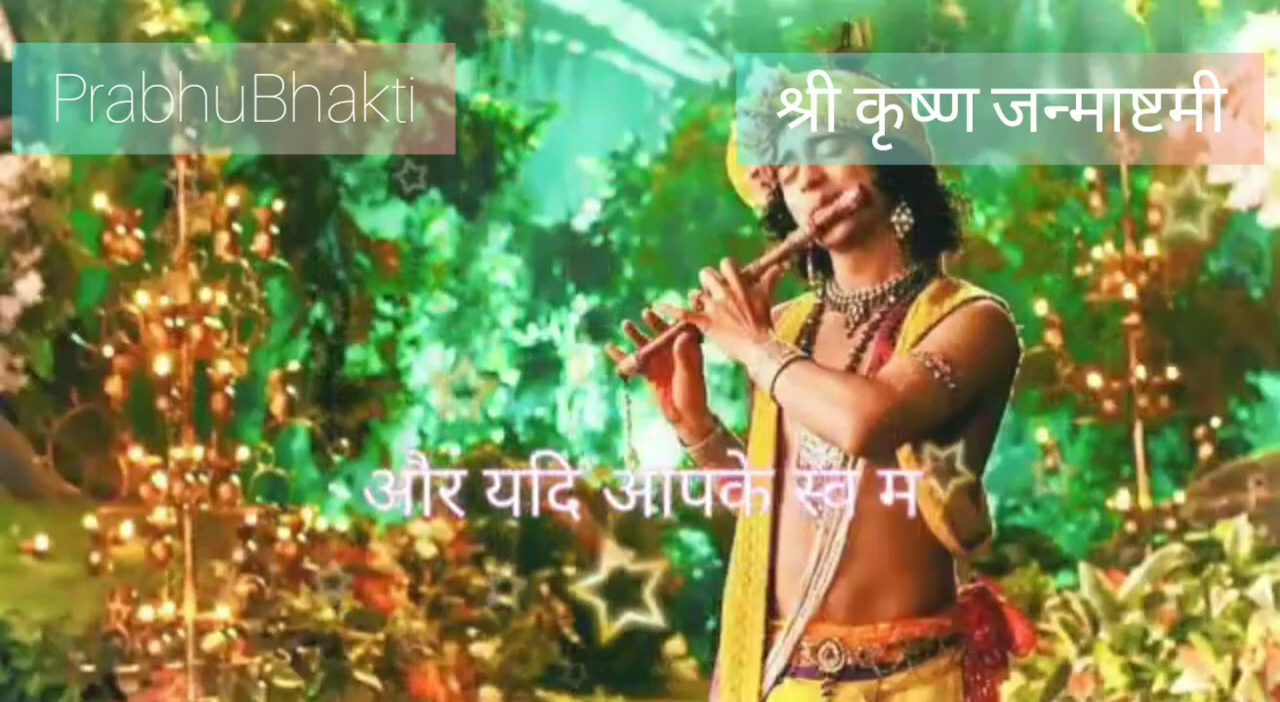 PrabhuBhakti
श्री कृष्ण जन्माष्टमी
और यदि आपके स्व म